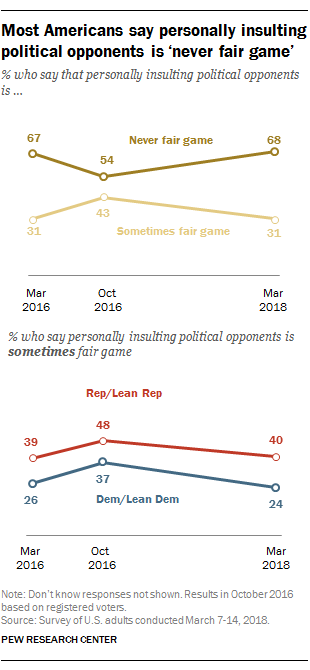 Most Americans say personally insulting
political opponents is ‘never fair game’
% who say that personally insulting political opponents
is ...
67
Never fair game
68
54
43
31
Sometimes fair game
31
Mar
2016
Oct
2016
Mar
2018
% who say personally insulting political opponents is
sometimes fair game
Rep/Lean Rep
48
39
40
37
26
Dem/Lean Dem
24
Mar
2016
Oct
2016
Mar
2018
Note: Don’t know responses not shown. Results in October 2016
based on registered voters.
Source: Survey of U.S. adults conducted March 7-14, 2018.
PEW RESEARCH CENTER